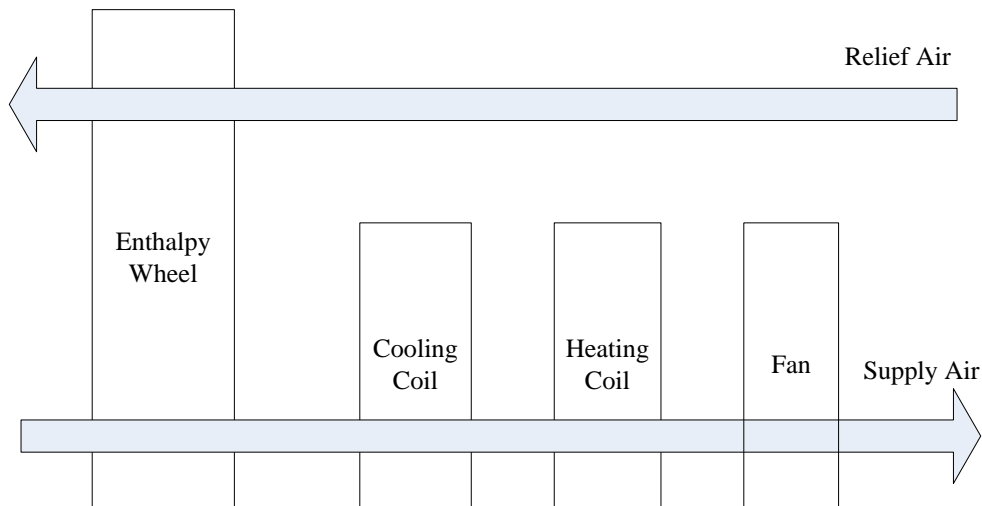 Relief Air
Enthalpy
Wheel
Cooling
Coil
Heating
Coil
Fan
Supply Air